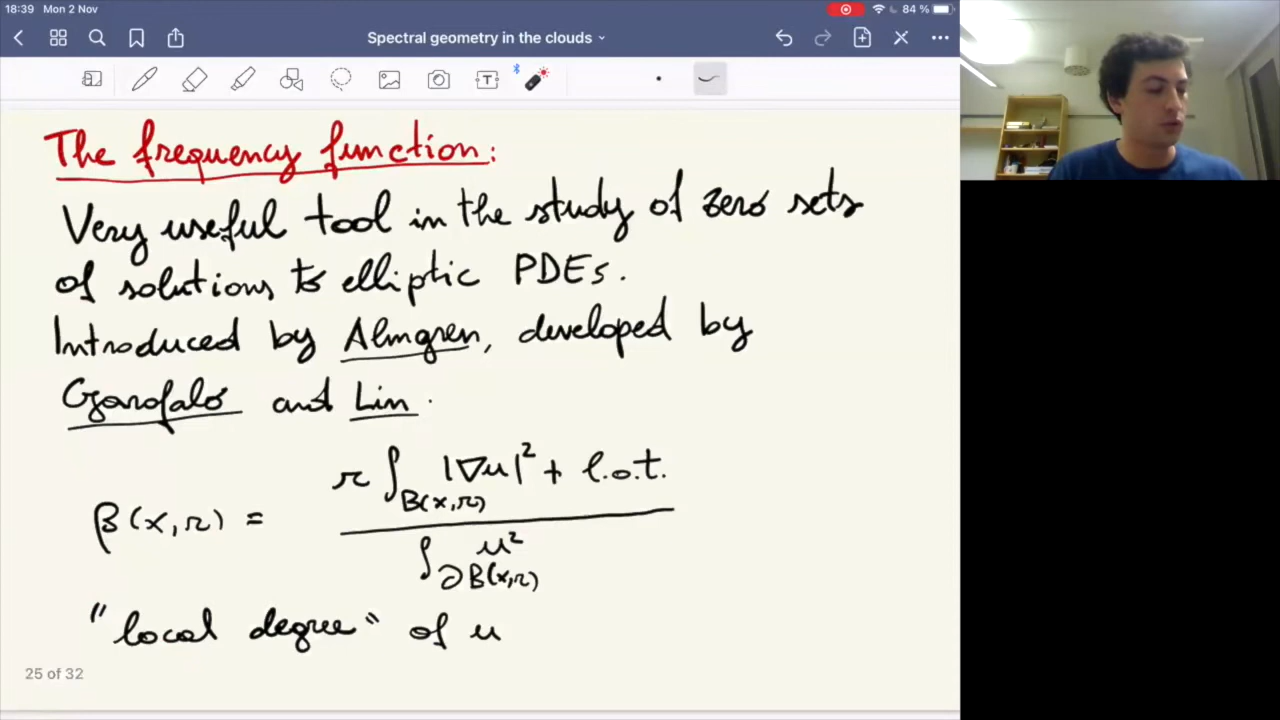 18:39 Mon 2 Nov
84 %
Spectral geometry in the clouds
The frequency function:
Very useful tool in the study of zero sets
of solutions to elliptic PDEs.
Introduced by Almgren, developed by
Garofalo and Lin.
β(x,r) = r ∫_{B(x,r)} |∇u|² + l.o.t. / ∫_{∂B(x,r)} u²
"local degree" of u
25 of 32